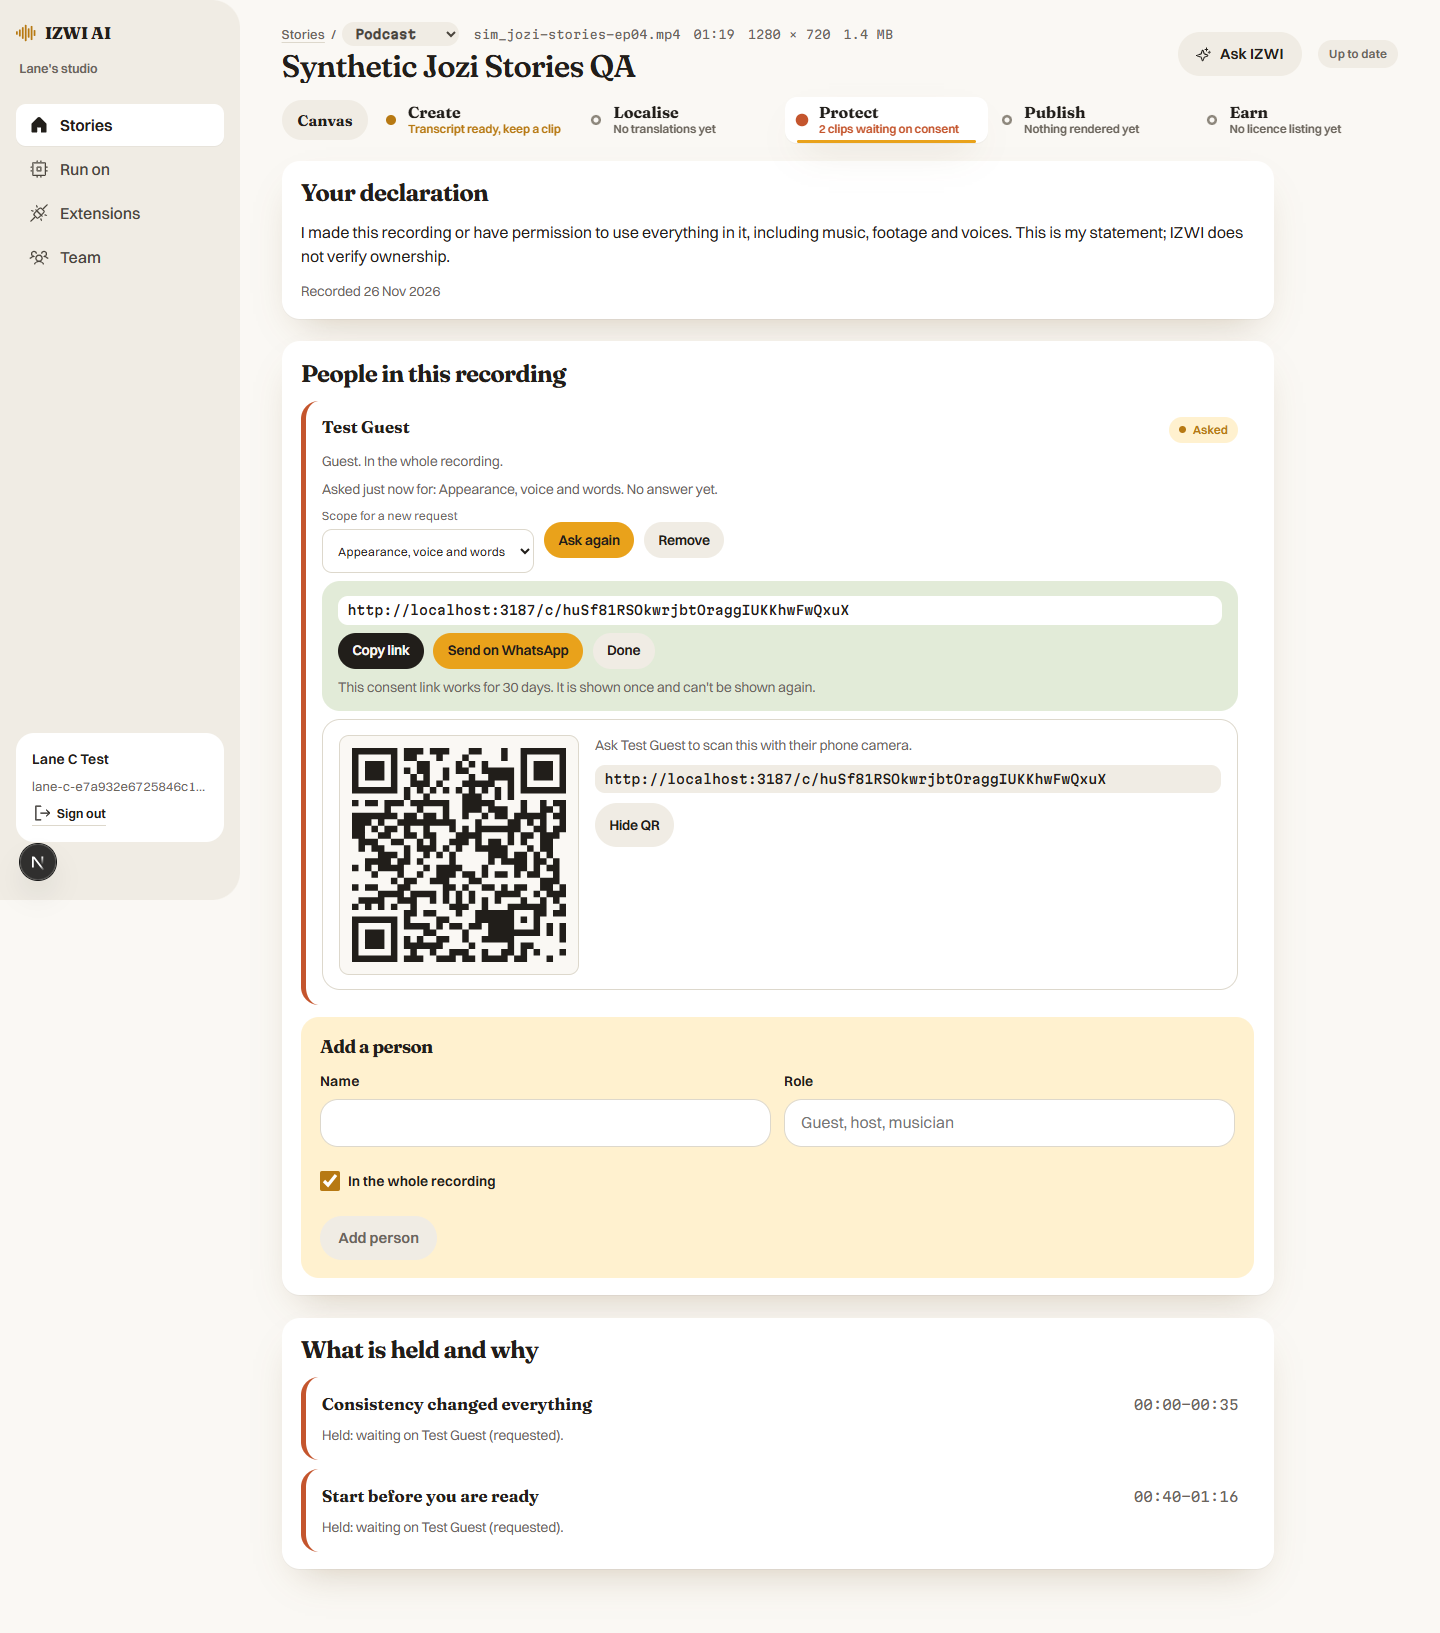 IZWI AI
Lane's studio
Stories
Run on
Extensions
Team
Lane C Test
lane-c-e7a932e6725846c1...
Sign out
N
Stories / Podcast sim_jozi-stories-ep04.mp4 01:19 1280 × 720 1.4 MB
Synthetic Jozi Stories QA
Ask IZWI
Up to date
Canvas
Create
Transcript ready, keep a clip
Localise
No translations yet
Protect
2 clips waiting on consent
Publish
Nothing rendered yet
Earn
No licence listing yet
Your declaration
I made this recording or have permission to use everything in it, including music, footage and voices. This is my statement; IZWI does
not verify ownership.
Recorded 26 Nov 2026
People in this recording
Test Guest
Asked
Guest. In the whole recording.
Asked just now for: Appearance, voice and words. No answer yet.
Scope for a new request
Appearance, voice and words
Ask again
Remove
http://localhost:3187/c/huSf81RSOkwrjbtOraggIUKKhwFwQxuX
Copy link
Send on WhatsApp
Done
This consent link works for 30 days. It is shown once and can't be shown again.
Ask Test Guest to scan this with their phone camera.
http://localhost:3187/c/huSf81RSOkwrjbtOraggIUKKhwFwQxuX
Hide QR
Add a person
Name
Role
Guest, host, musician
In the whole recording
Add person
What is held and why
Consistency changed everything
00:00–00:35
Held: waiting on Test Guest (requested).
Start before you are ready
00:40–01:16
Held: waiting on Test Guest (requested).